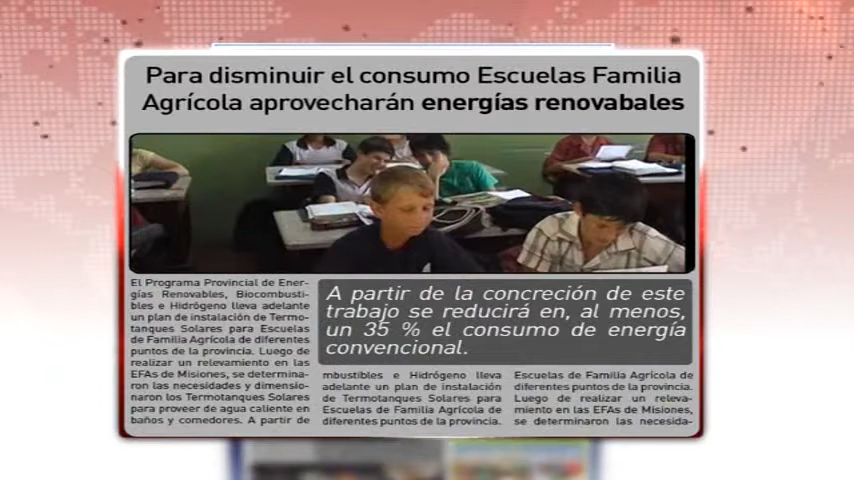 Para disminuir el consumo Escuelas Familia
Agrícola aprovecharán energías renovabales
El Programa Provincial de Ener-
gías Renovables, Biocombusti-
bles e Hidrógeno lleva adelante
un plan de instalación de Termo-
tanques Solares para Escuelas
de Familia Agrícola de diferentes
puntos de la provincia. Luego de
realizar un relevamiento en las
EFAs de Misiones, se determina-
ron las necesidades y dimensio-
naron los Termotanques Solares
para proveer de agua caliente en
baños y comedores. A partir de
A partir de la concreción de este
trabajo se reducirá en, al menos,
un 35 % el consumo de energía
convencional.
mbustibles e Hidrógeno lleva
adelante un plan de instalación
de Termotanques Solares para
Escuelas de Familia Agrícola de
diferentes puntos de la provincia.
Escuelas de Familia Agrícola de
diferentes puntos de la provincia.
Luego de realizar un releva-
miento en las EFAs de Misiones,
se determinaron las necesida-